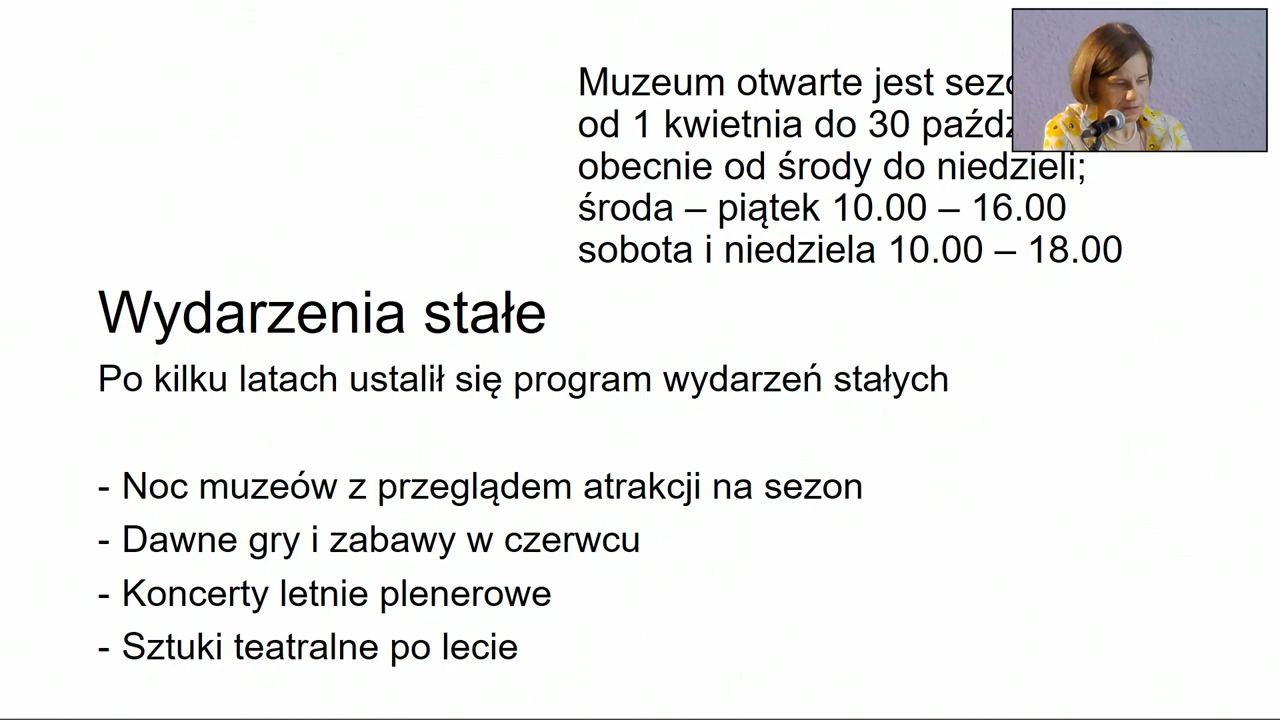 Muzeum otwarte jest
od 1 kwietnia do 30
obecnie od środy do niedzieli;
środa – piątek 10.00 – 16.00
sobota i niedziela 10.00 – 18.00
Wydarzenia stałe
Po kilku latach ustalił się program wydarzeń stałych
- Noc muzeów z przeglądem atrakcji na sezon
- Dawne gry i zabawy w czerwcu
- Koncerty letnie plenerowe
- Sztuki teatralne po lecie